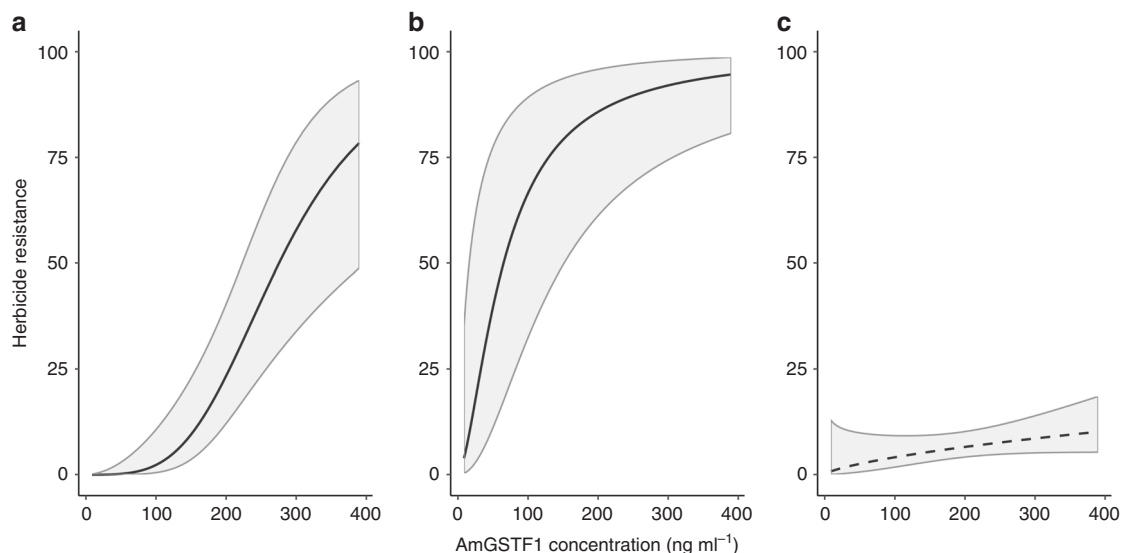 a b c
100 100 100
75 75 75
50 50 50
25 25 25
0 0 0
Herbicide resistance
0 100 200 300 400 0 100 200 300 400 0 100 200 300 400
AmGSTF1 concentration (ng ml⁻¹)